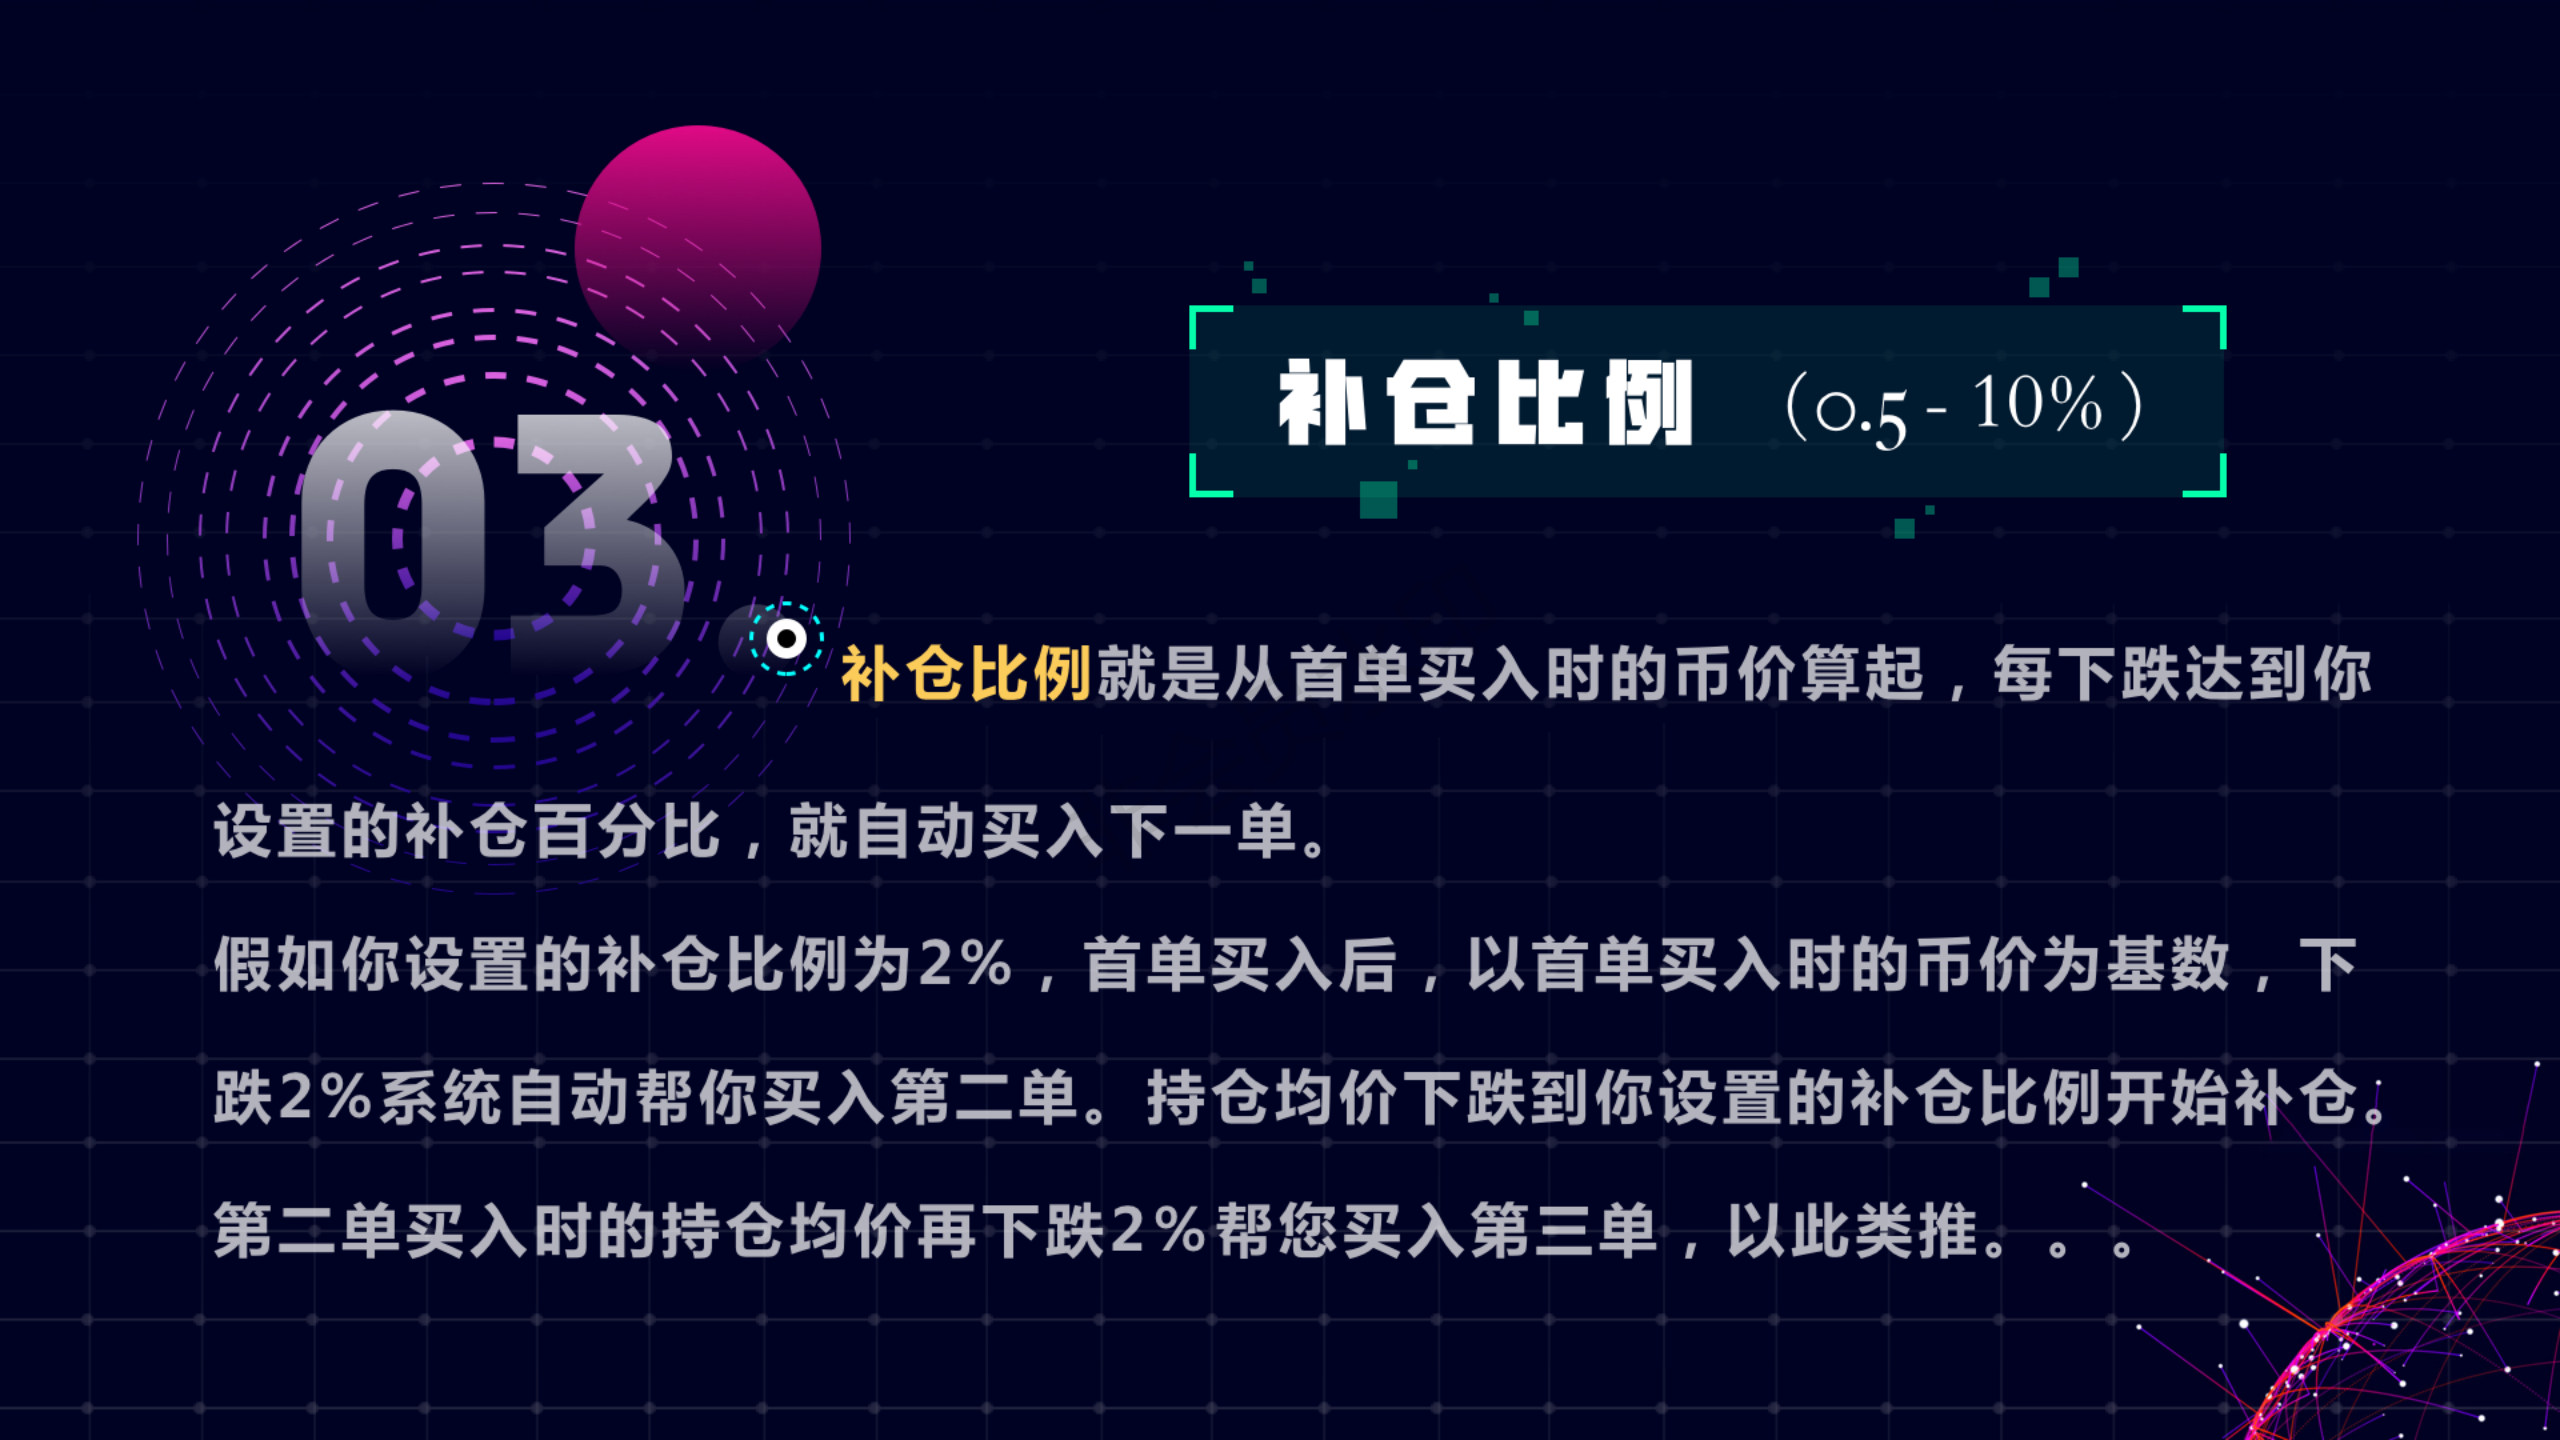 03
补仓比例 (0.5 - 10%)
补仓比例就是从首单买入时的币价算起，每下跌达到你
设置的补仓百分比，就自动买入下一单。
假如你设置的补仓比例为2%，首单买入后，以首单买入时的币价为基数，下
跌2%系统自动帮你买入第二单。持仓均价下跌到你设置的补仓比例开始补仓。
第二单买入时的持仓均价再下跌2%帮您买入第三单，以此类推。。。